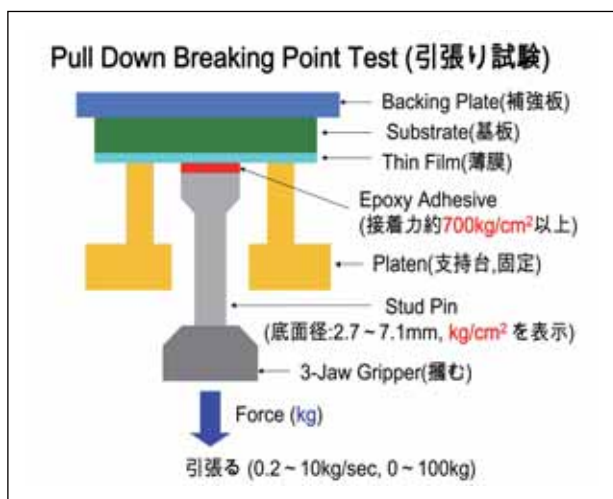 Pull Down Breaking Point Test (引張り試験)
Backing Plate(補強板)
Substrate(基板)
Thin Film(薄膜)
Epoxy Adhesive
(接着力約700kg/cm²以上)
Platen(支持台,固定)
Stud Pin
(底面径:2.7~7.1mm, kg/cm² を表示)
3-Jaw Gripper(摑む)
Force (kg)
引張る (0.2~10kg/sec, 0~100kg)